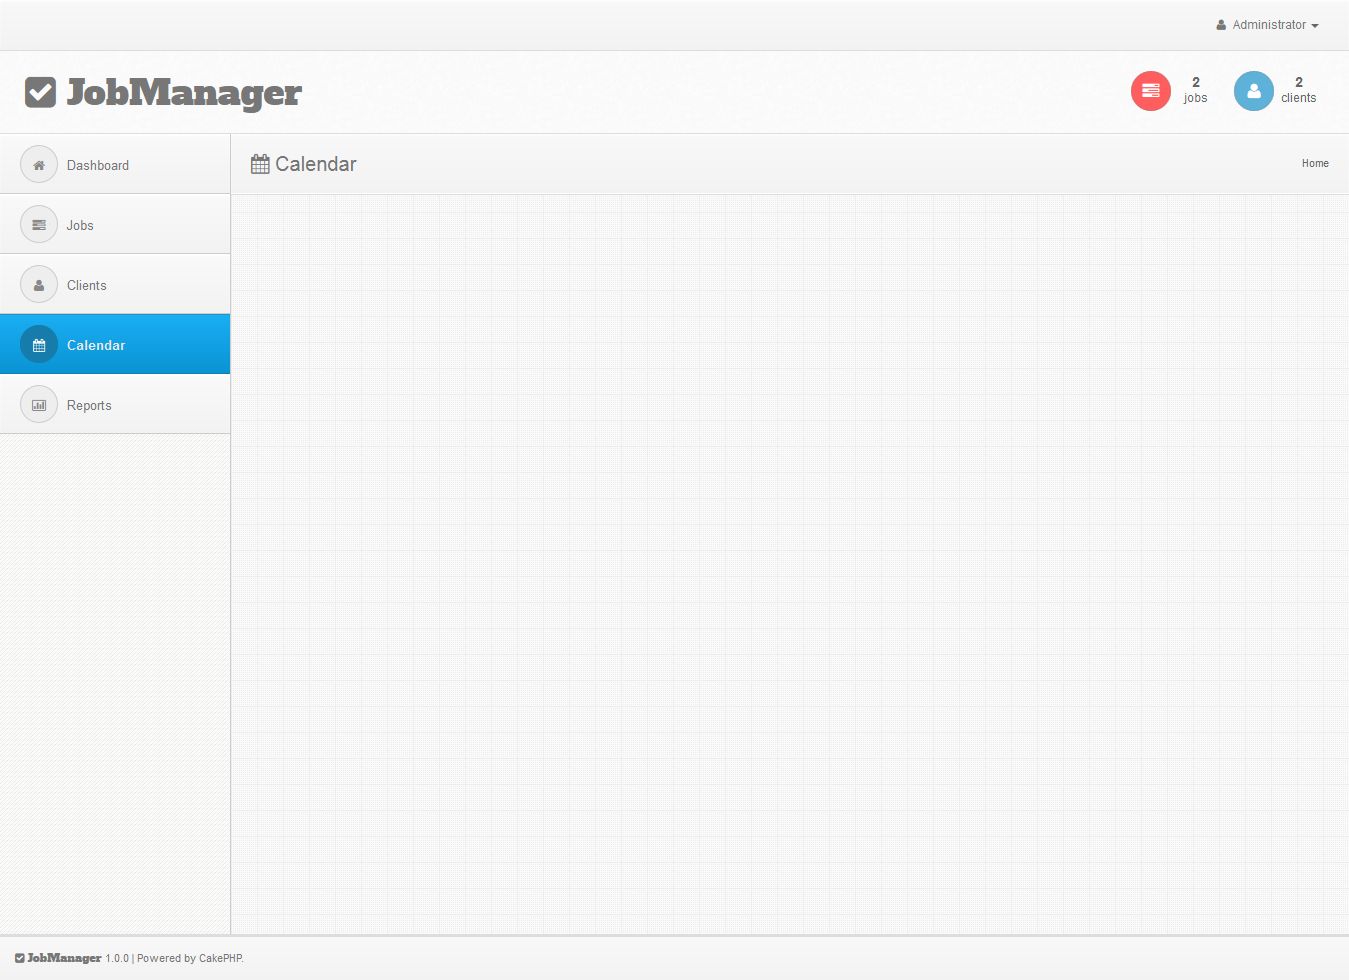 Administrator
JobManager
2
jobs
2
clients
Dashboard
Calendar
Home
Jobs
Clients
Calendar
Reports
JobManager 1.0.0 | Powered by CakePHP.